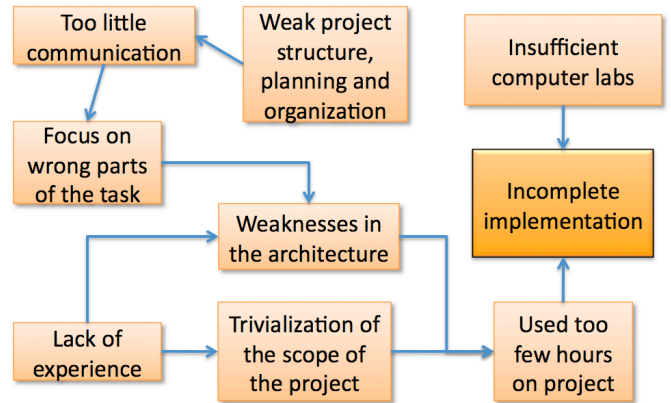 Too little
communication
Weak project
structure,
planning and
organization
Insufficient
computer labs
Focus on
wrong parts
of the task
Incomplete
implementation
Weaknesses in
the architecture
Lack of
experience
Trivialization of
the scope of
the project
Used too
few hours
on project